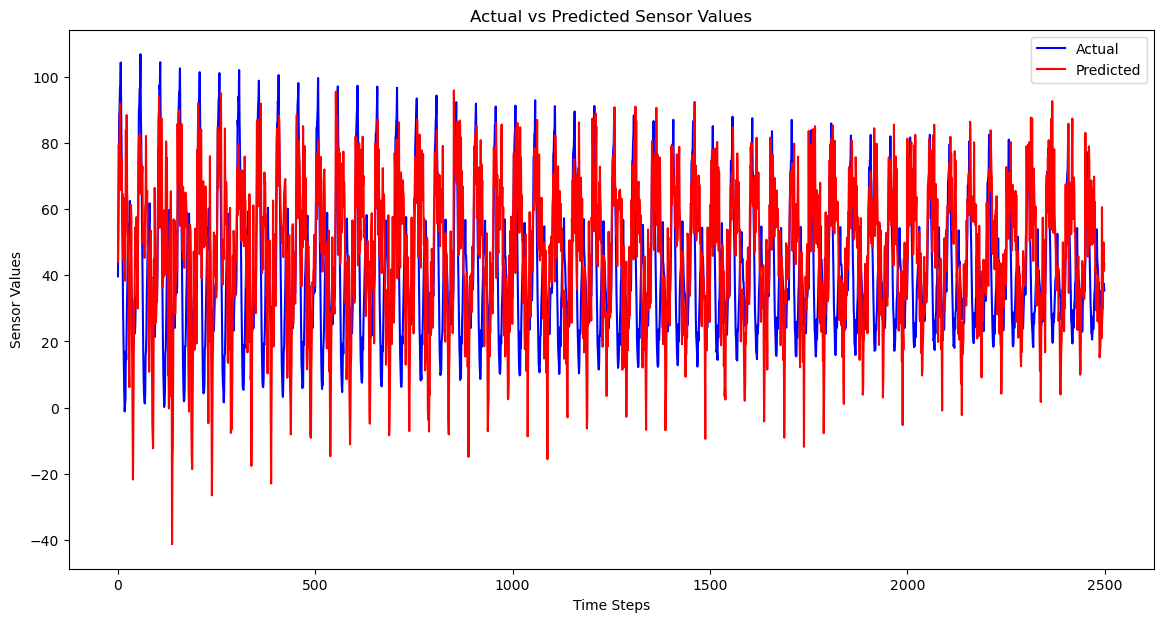 Actual vs Predicted Sensor Values
Actual
Predicted
Sensor Values
100
80
60
40
20
0
−20
−40
0 500 1000 1500 2000 2500
Time Steps